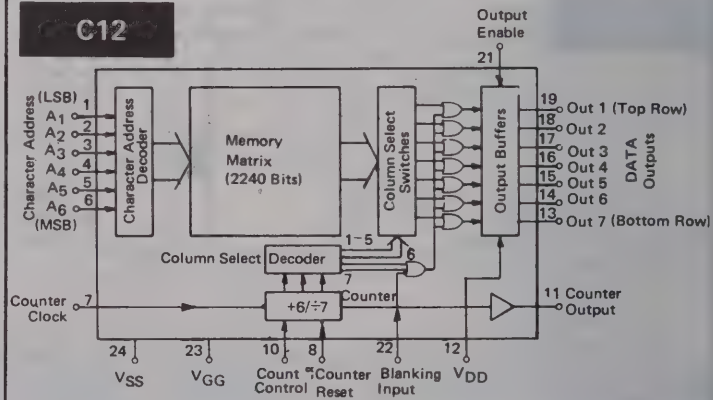 C12
Output
Enable
21
(LSB)
Character Address
A1 1
A2 2
A3 3
A4 4
A5 5
A6 6
(MSB)
Character Address
Decoder
Memory
Matrix
(2240 Bits)
Column Select
Switches
Output Buffers
19 Out 1 (Top Row)
18 Out 2
17 Out 3
16 Out 4
15 Out 5
14 Out 6
13 Out 7 (Bottom Row)
DATA
Outputs
1-5
6
7
Column Select Decoder
Counter
Clock
7
+6/÷7
Counter
11 Counter
Output
24
VSS
23
VGG
10
Count
Control
8
Counter
Reset
22
Blanking
Input
12
VDD